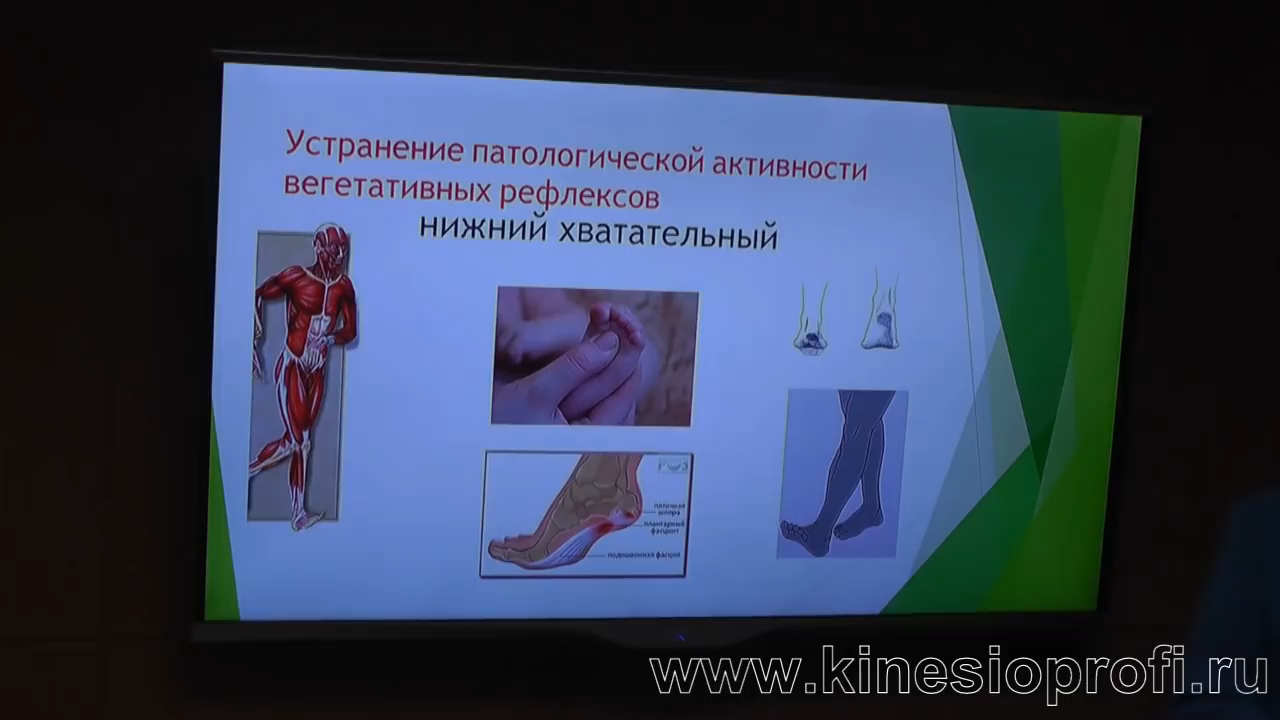 Устранение патологической активности
вегетативных рефлексов
нижний хватательный
пяточная
шпора
плантарный
фасциит
подошвенная фасция
www.kinesioprofi.ru